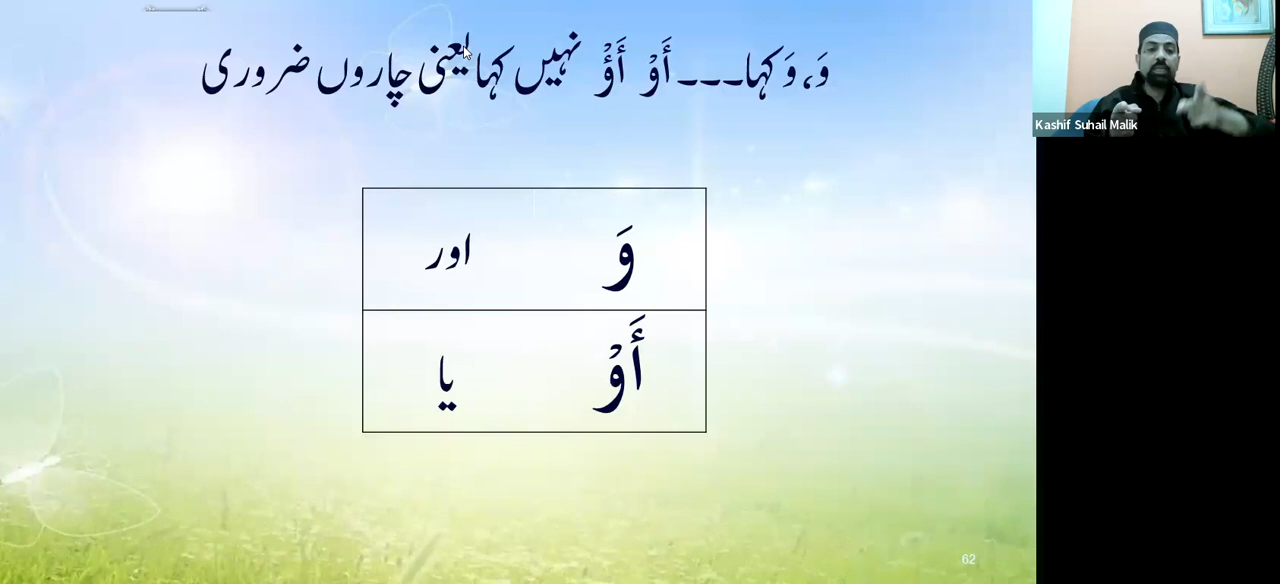 وَ، وَ کہا۔۔۔ أَوْ أَوْ نہیں کہا یعنی چاروں ضروری
Kashif Suhail Malik
وَ اور
أَوْ یا
62